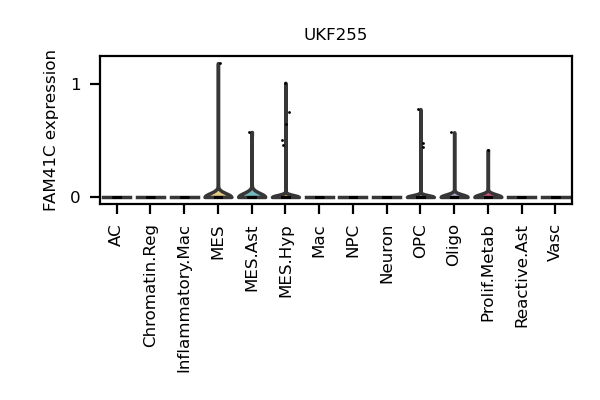 UKF255
FAM41C expression
1
0
AC
Chromatin.Reg
Inflammatory.Mac
MES
MES.Ast
MES.Hyp
Mac
NPC
Neuron
OPC
Oligo
Prolif.Metab
Reactive.Ast
Vasc